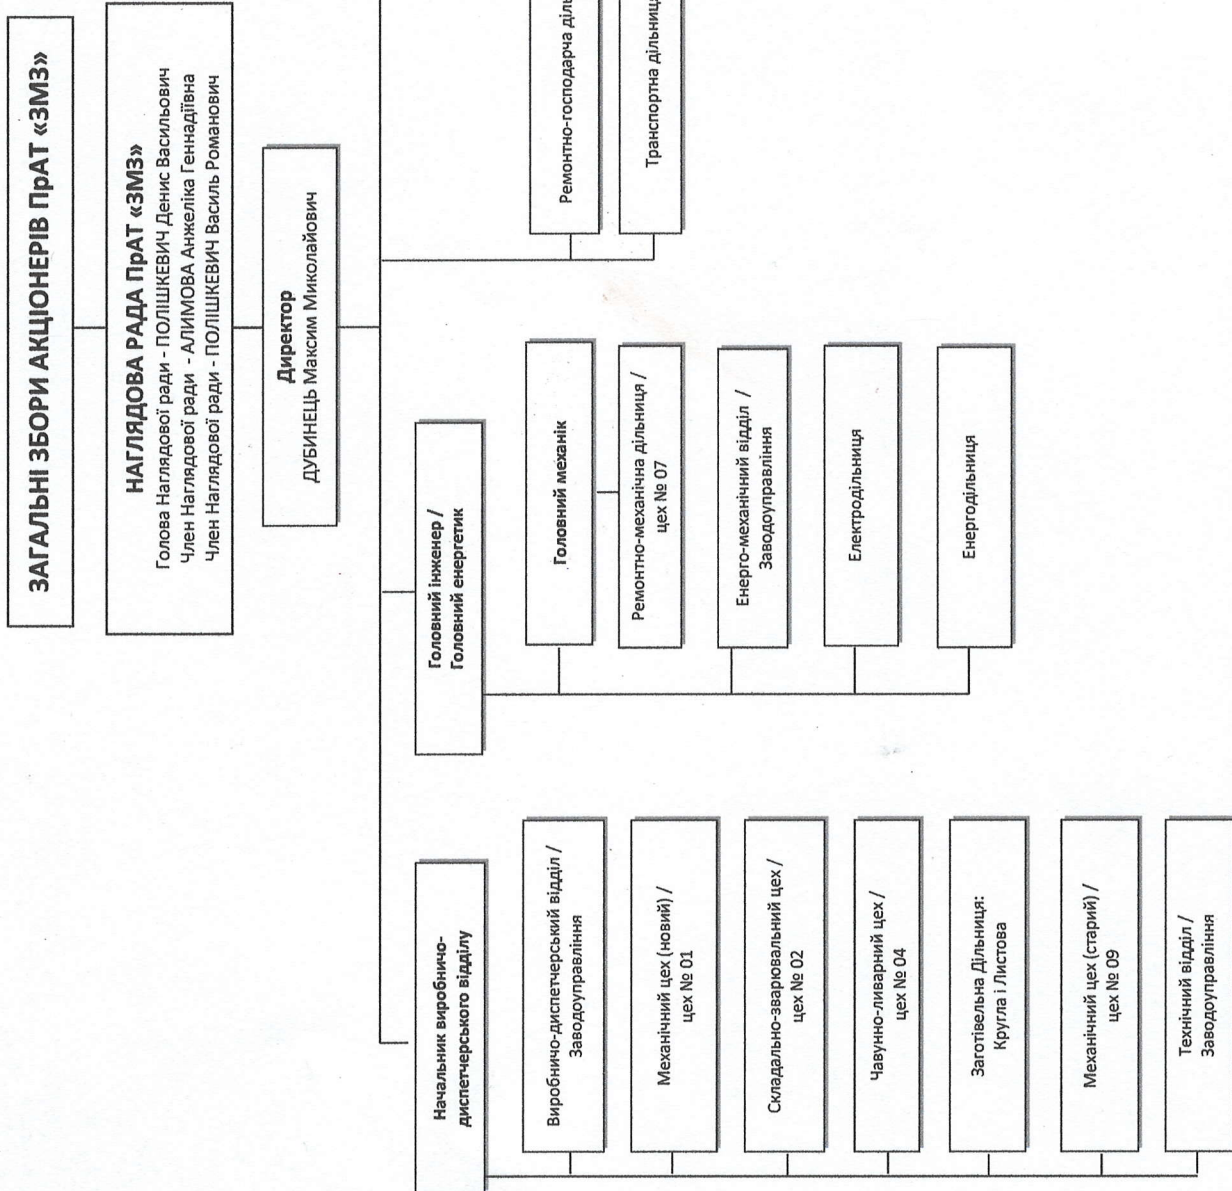 ЗАГАЛЬНІ ЗБОРИ АКЦІОНЕРІВ ПрАТ «ЗМЗ»
НАГЛЯДОВА РАДА ПрАТ «ЗМЗ»
Голова Наглядової ради - ПОЛІШКЕВИЧ Денис Васильович
Член Наглядової ради - АЛИМОВА Анжеліка Геннадіївна
Член Наглядової ради - ПОЛІШКЕВИЧ Василь Романович
Директор
ДУБИНЕЦЬ Максим Миколайович
Начальник виробничо-
диспетчерського відділу
Виробничо-диспетчерський відділ /
Заводоуправління
Механічний цех (новий) /
цех № 01
Складально-зварювальний цех /
цех № 02
Чавунно-ливарний цех /
цех № 04
Заготівельна Дільниця:
Кругла і Листова
Механічний цех (старий) /
цех № 09
Технічний відділ /
Заводоуправління
Головний інженер /
Головний енергетик
Головний механік
Ремонтно-механічна дільниця /
цех № 07
Енерго-механічний відділ /
Заводоуправління
Електродільниця
Енергодільниця
Ремонтно-господарча
Транспортна